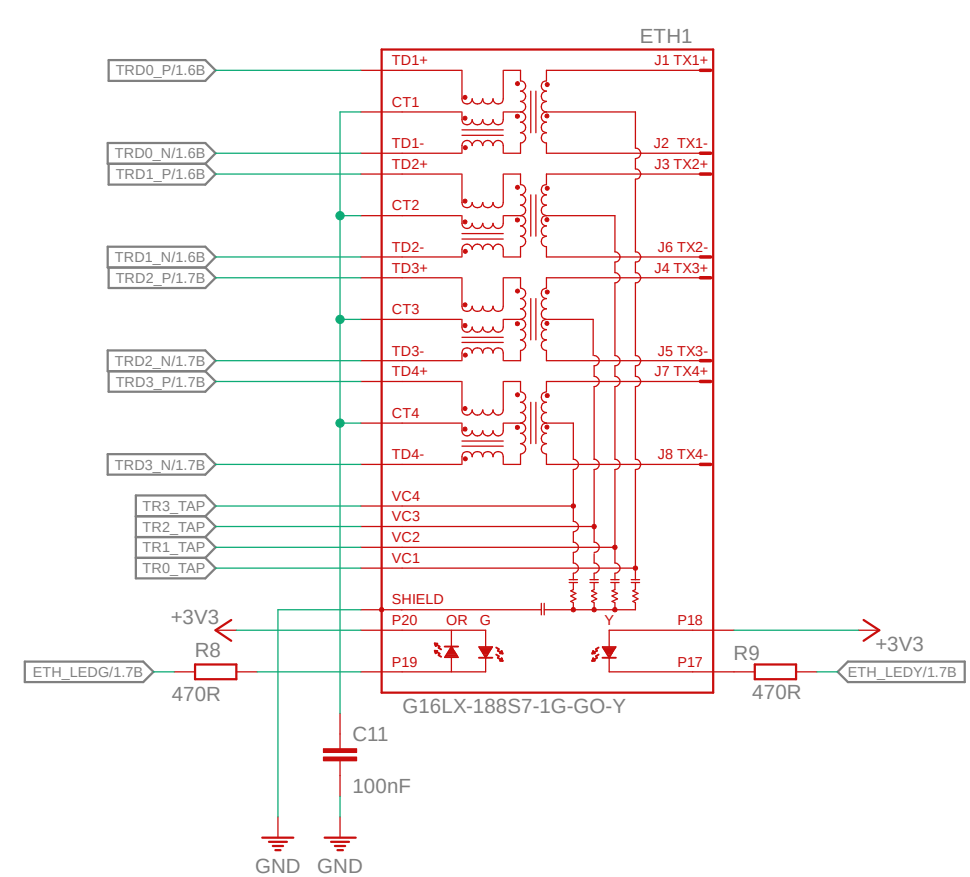 ETH1
TRD0_P/1.6B
TD1+
J1 TX1+
CT1
TRD0_N/1.6B
TD1-
J2 TX1-
TRD1_P/1.6B
TD2+
J3 TX2+
CT2
TRD1_N/1.6B
TD2-
J6 TX2-
TRD2_P/1.7B
TD3+
J4 TX3+
CT3
TRD2_N/1.7B
TD3-
J5 TX3-
TRD3_P/1.7B
TD4+
J7 TX4+
CT4
TRD3_N/1.7B
TD4-
J8 TX4-
TR3_TAP
VC4
TR2_TAP
VC3
TR1_TAP
VC2
TR0_TAP
VC1
SHIELD
+3V3
P20
OR G
Y
P18
+3V3
R8
P19
P17
R9
ETH_LEDG/1.7B
470R
470R
ETH_LEDY/1.7B
G16LX-188S7-1G-GO-Y
C11
100nF
GND
GND